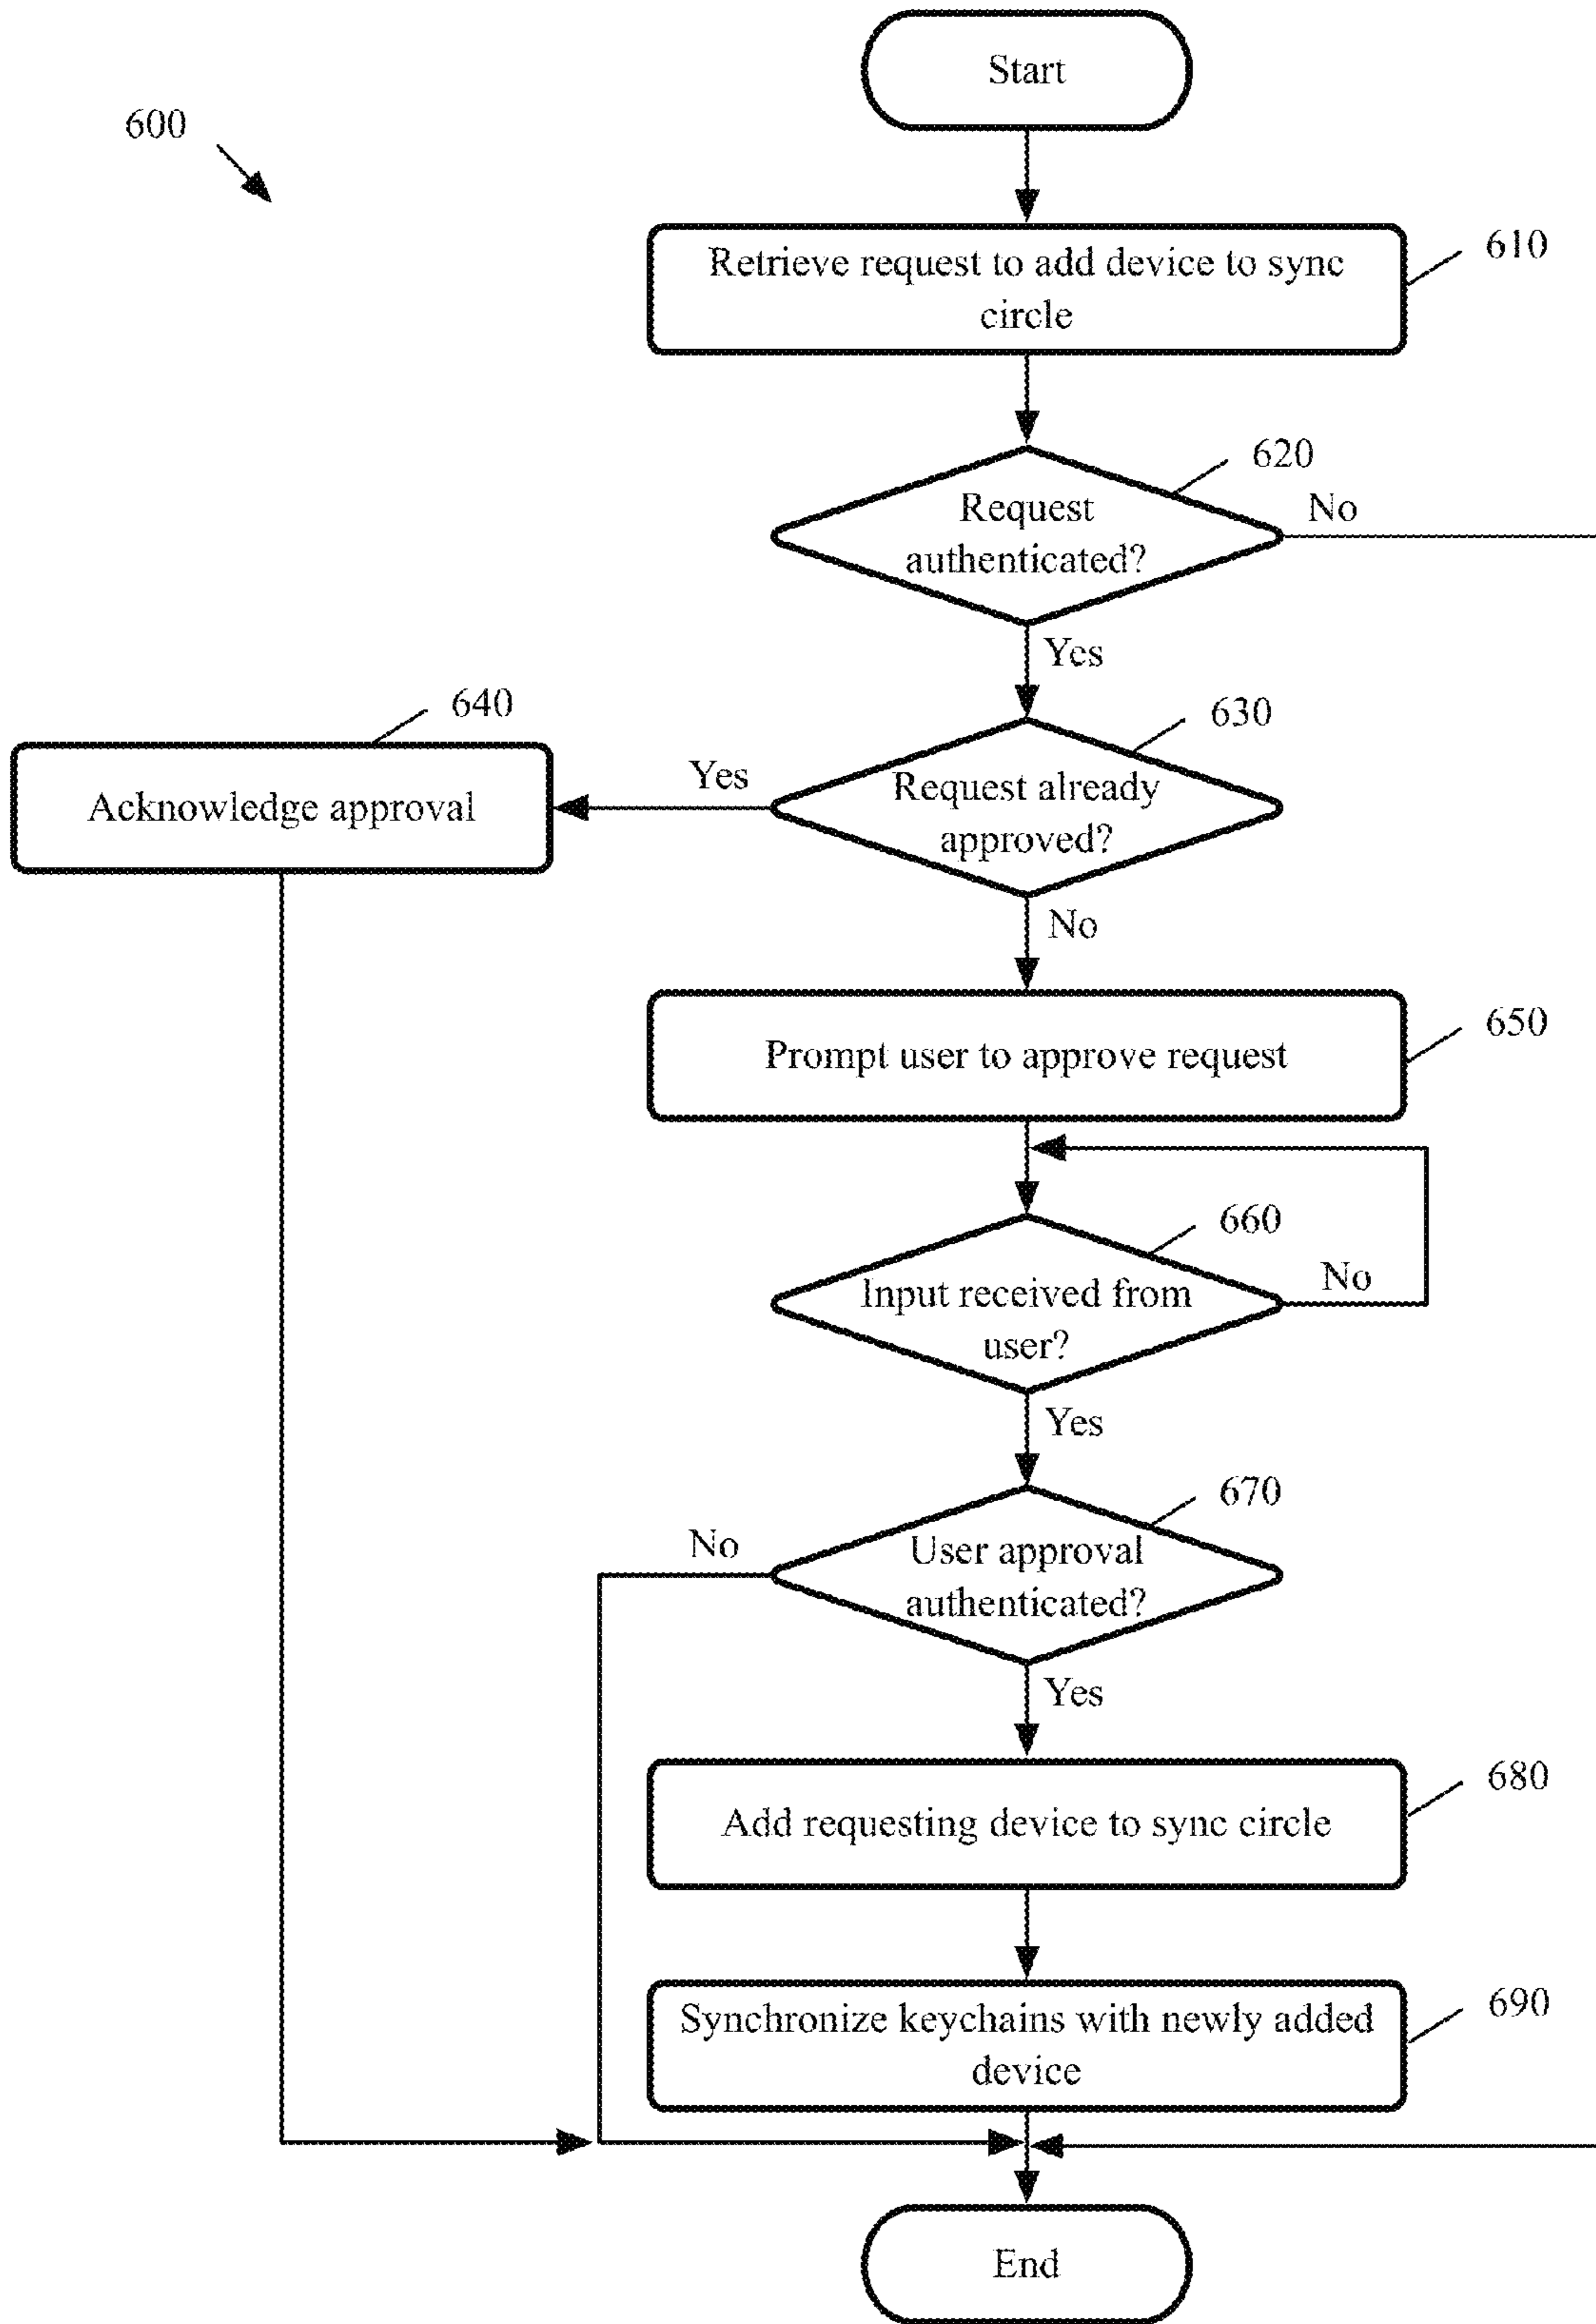 Start
600
Retrieve request to add device to sync
circle
610
620
Request
authenticated?
No
Yes
640
630
Acknowledge approval
Yes
Request already
approved?
No
Prompt user to approve request
650
660
Input received from
user?
No
Yes
670
No
User approval
authenticated?
Yes
Add requesting device to sync circle
680
Synchronize keychains with newly added
device
690
End